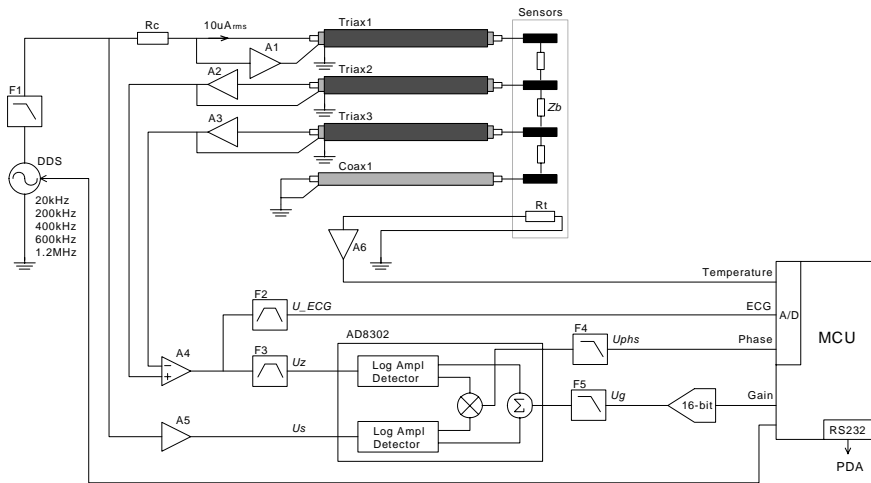 Rc
10uArms
Triax1
Sensors
A1
A2
Triax2
F1
Zb
A3
Triax3
DDS
20kHz
200kHz
400kHz
600kHz
1.2MHz
Coax1
Rt
A6
Temperature
F2
U_ECG
ECG
A/D
MCU
AD8302
F4
Uphs
Phase
A4
F3
Uz
Log Ampl
Detector
F5
Ug
16-bit
Gain
Σ
A5
Us
Log Ampl
Detector
RS232
PDA